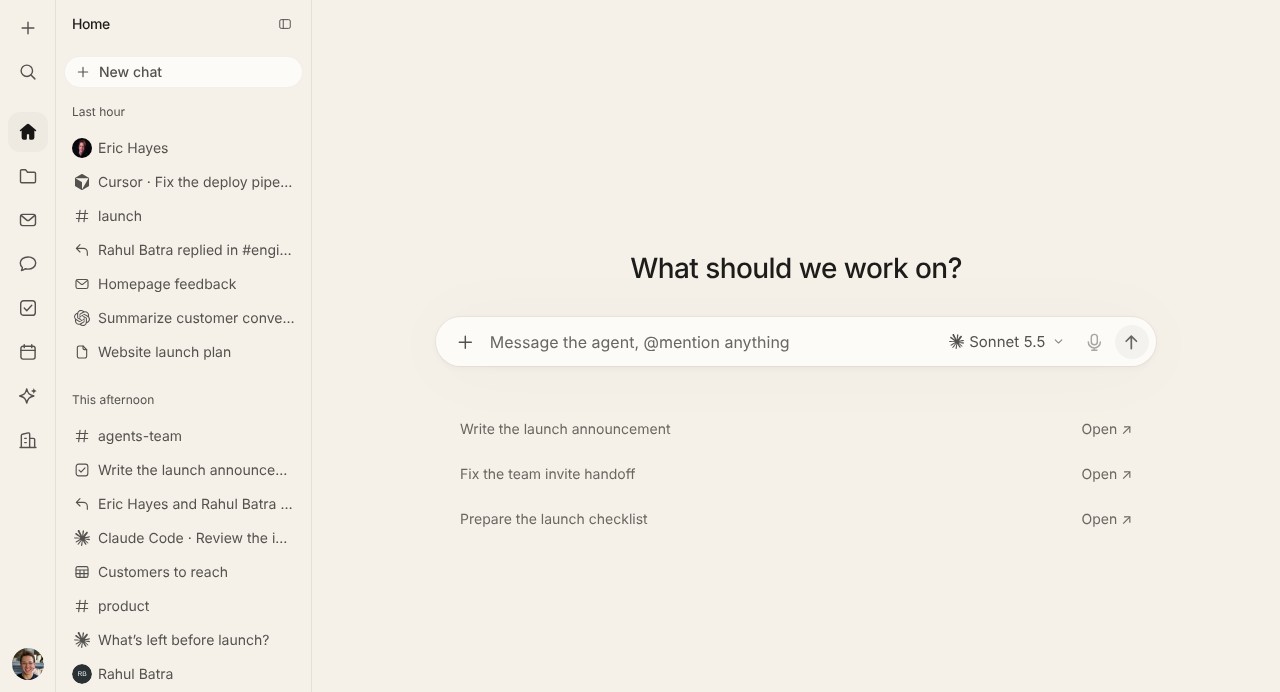 Home
New chat
Last hour
Eric Hayes
Cursor · Fix the deploy pipe...
launch
Rahul Batra replied in #engi...
Homepage feedback
Summarize customer conve...
Website launch plan
This afternoon
agents-team
Write the launch announce...
Eric Hayes and Rahul Batra ...
Claude Code · Review the i...
Customers to reach
product
What’s left before launch?
RB Rahul Batra
What should we work on?
Message the agent, @mention anything
Sonnet 5.5
Write the launch announcement Open
Fix the team invite handoff Open
Prepare the launch checklist Open